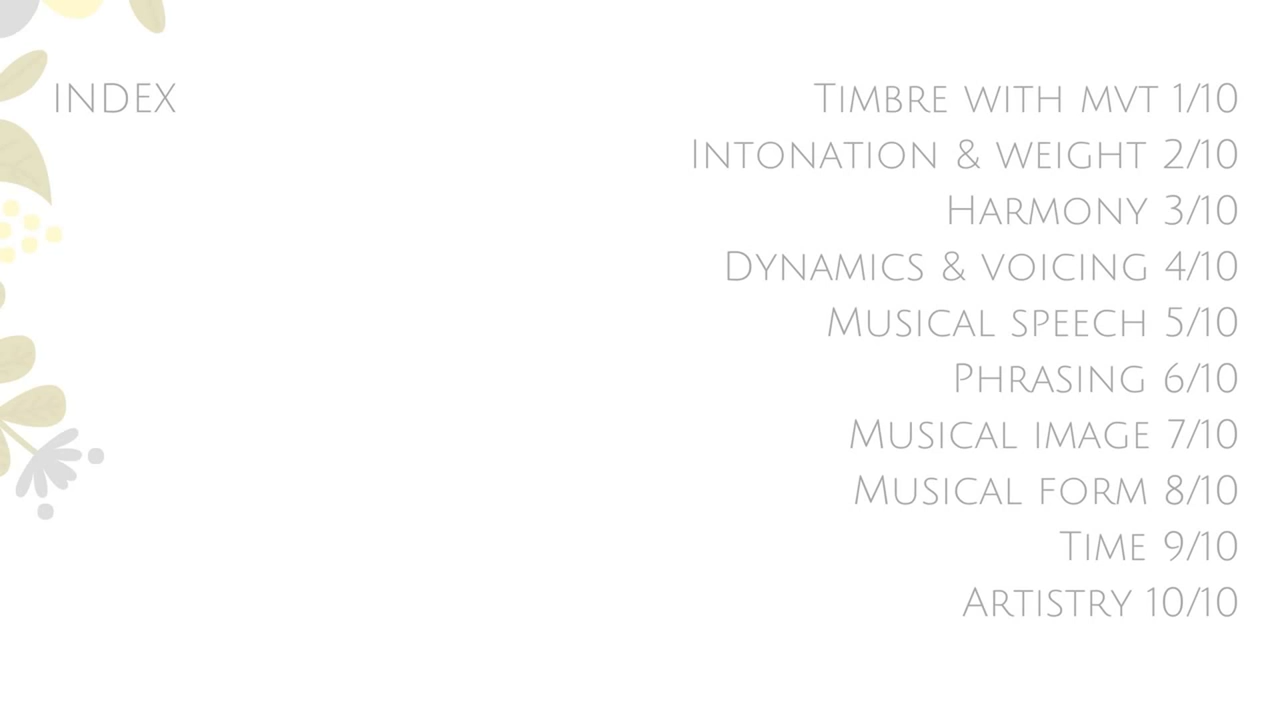 INDEX
Timbre with mvt 1/10
Intonation & weight 2/10
Harmony 3/10
Dynamics & voicing 4/10
Musical speech 5/10
Phrasing 6/10
Musical image 7/10
Musical form 8/10
Time 9/10
Artistry 10/10